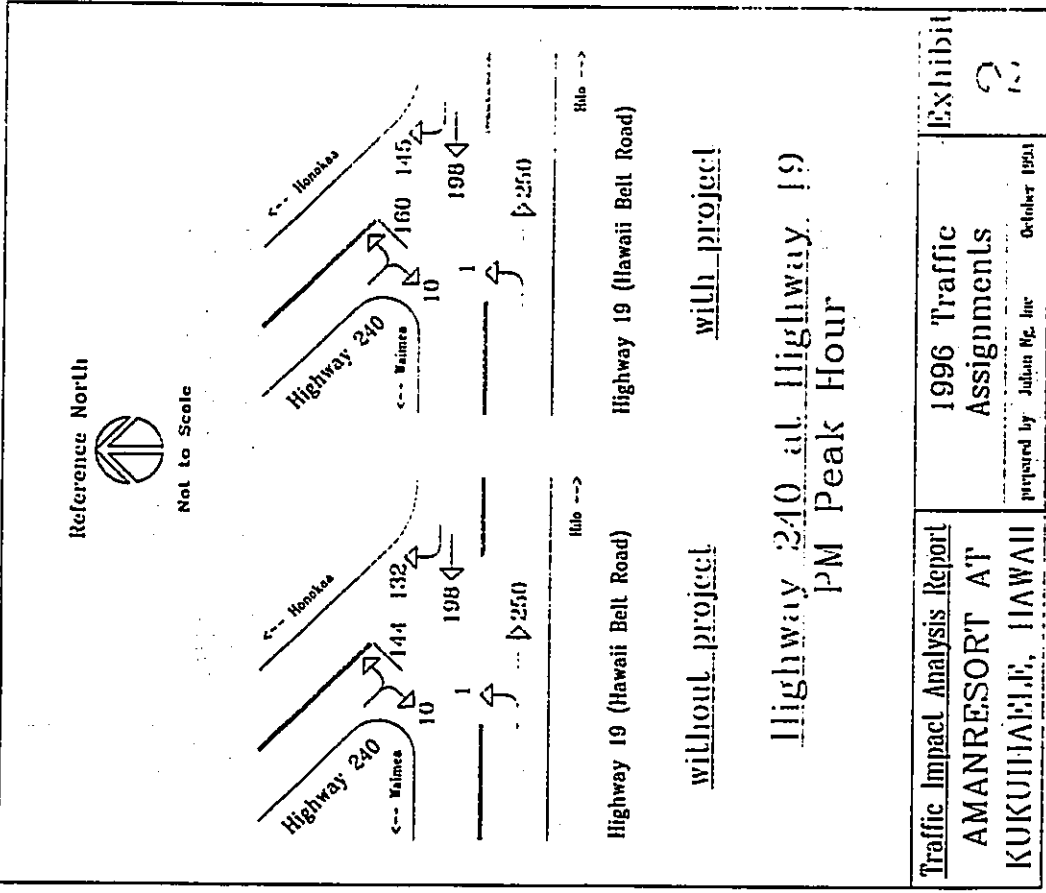 Reference North
Not to Scale
<-- Honokaa
Highway 240
144 132
10
<-- Waimea
198
1
250
Hilo -->
Highway 19 (Hawaii Belt Road)
without project
<-- Honokaa
Highway 240
160 145
10
<-- Waimea
198
1
250
Hilo -->
Highway 19 (Hawaii Belt Road)
with project
Highway 240 at Highway 19
PM Peak Hour
Traffic Impact Analysis Report
AMANRESORT AT
KUKUIHAELE, HAWAII
1996 Traffic
Assignments
prepared by Julian Ng, Inc October 1994
Exhibit
2